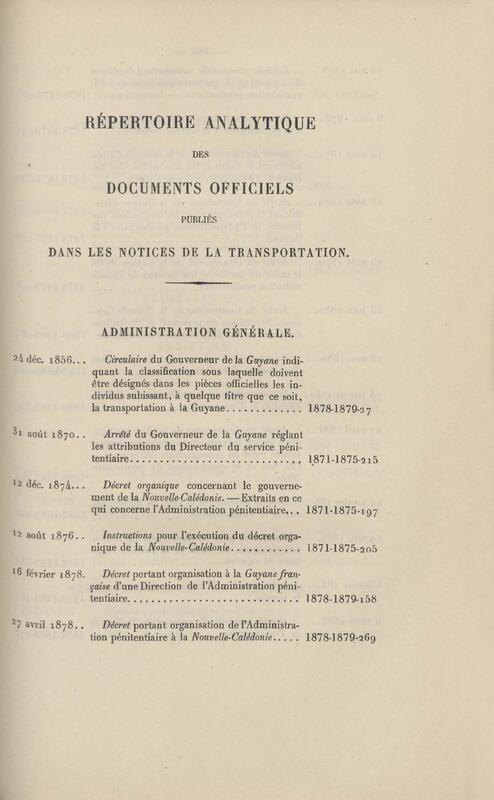 RÉPERTOIRE ANALYTIQUE
DES
DOCUMENTS OFFICIELS
PUBLIÉS
DANS LES NOTICES DE LA TRANSPORTATION.
ADMINISTRATION GÉNÉRALE.
24 déc. 1856... Circulaire du Gouverneur de la Guyane indi-
quant la classification sous laquelle doivent
être désignés dans les pièces officielles les in-
dividus subissant, à quelque titre que ce soit,
la transportation à la Guyane............. 1878-1879-27
31 août 1870.. Arrêté du Gouverneur de la Guyane réglant
les attributions du Directeur du service péni-
tentiaire............................. 1871-1875-215
12 déc. 1874... Décret organique concernant le gouverne-
ment de la Nouvelle-Calédonie. — Extraits en ce
qui concerne l'Administration pénitentiaire... 1871-1875-197
12 août 1876.. Instructions pour l'exécution du décret orga-
nique de la Nouvelle-Calédonie............ 1871-1875-205
16 février 1878. Décret portant organisation à la Guyane fran-
çaise d'une Direction de l'Administration péni-
tentiaire............................. 1878-1879-158
27 avril 1878.. Décret portant organisation de l'Administra-
tion pénitentiaire à la Nouvelle-Calédonie..... 1878-1879-269